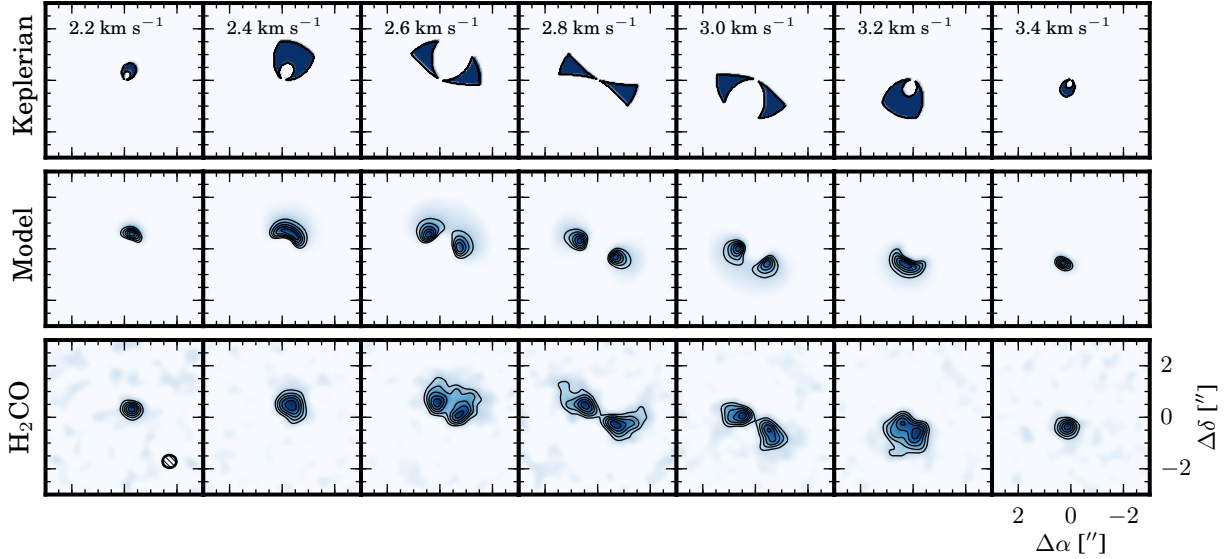 Keplerian
2.2 km s⁻¹
2.4 km s⁻¹
2.6 km s⁻¹
2.8 km s⁻¹
3.0 km s⁻¹
3.2 km s⁻¹
3.4 km s⁻¹
Model
H₂CO
2
0
−2
Δδ [″]
2
0
−2
Δα [″]